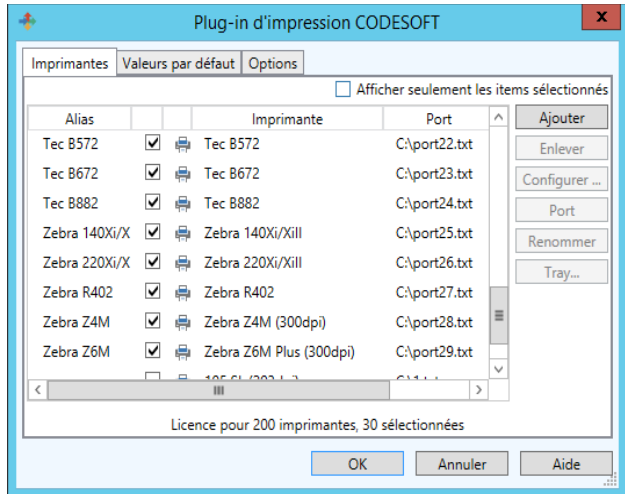 Plug-in d'impression CODESOFT
x
Imprimantes Valeurs par défaut Options
Afficher seulement les items sélectionnés
Alias Imprimante Port Ajouter
Tec B572 Tec B572 C:\port22.txt Enlever
Tec B672 Tec B672 C:\port23.txt Configurer ...
Tec B882 Tec B882 C:\port24.txt Port
Zebra 140Xi/X Zebra 140Xi/XiII C:\port25.txt Renommer
Zebra 220Xi/X Zebra 220Xi/XiII C:\port26.txt Tray...
Zebra R402 Zebra R402 C:\port27.txt
Zebra Z4M Zebra Z4M (300dpi) C:\port28.txt
Zebra Z6M Zebra Z6M Plus (300dpi) C:\port29.txt
Licence pour 200 imprimantes, 30 sélectionnées
OK Annuler Aide